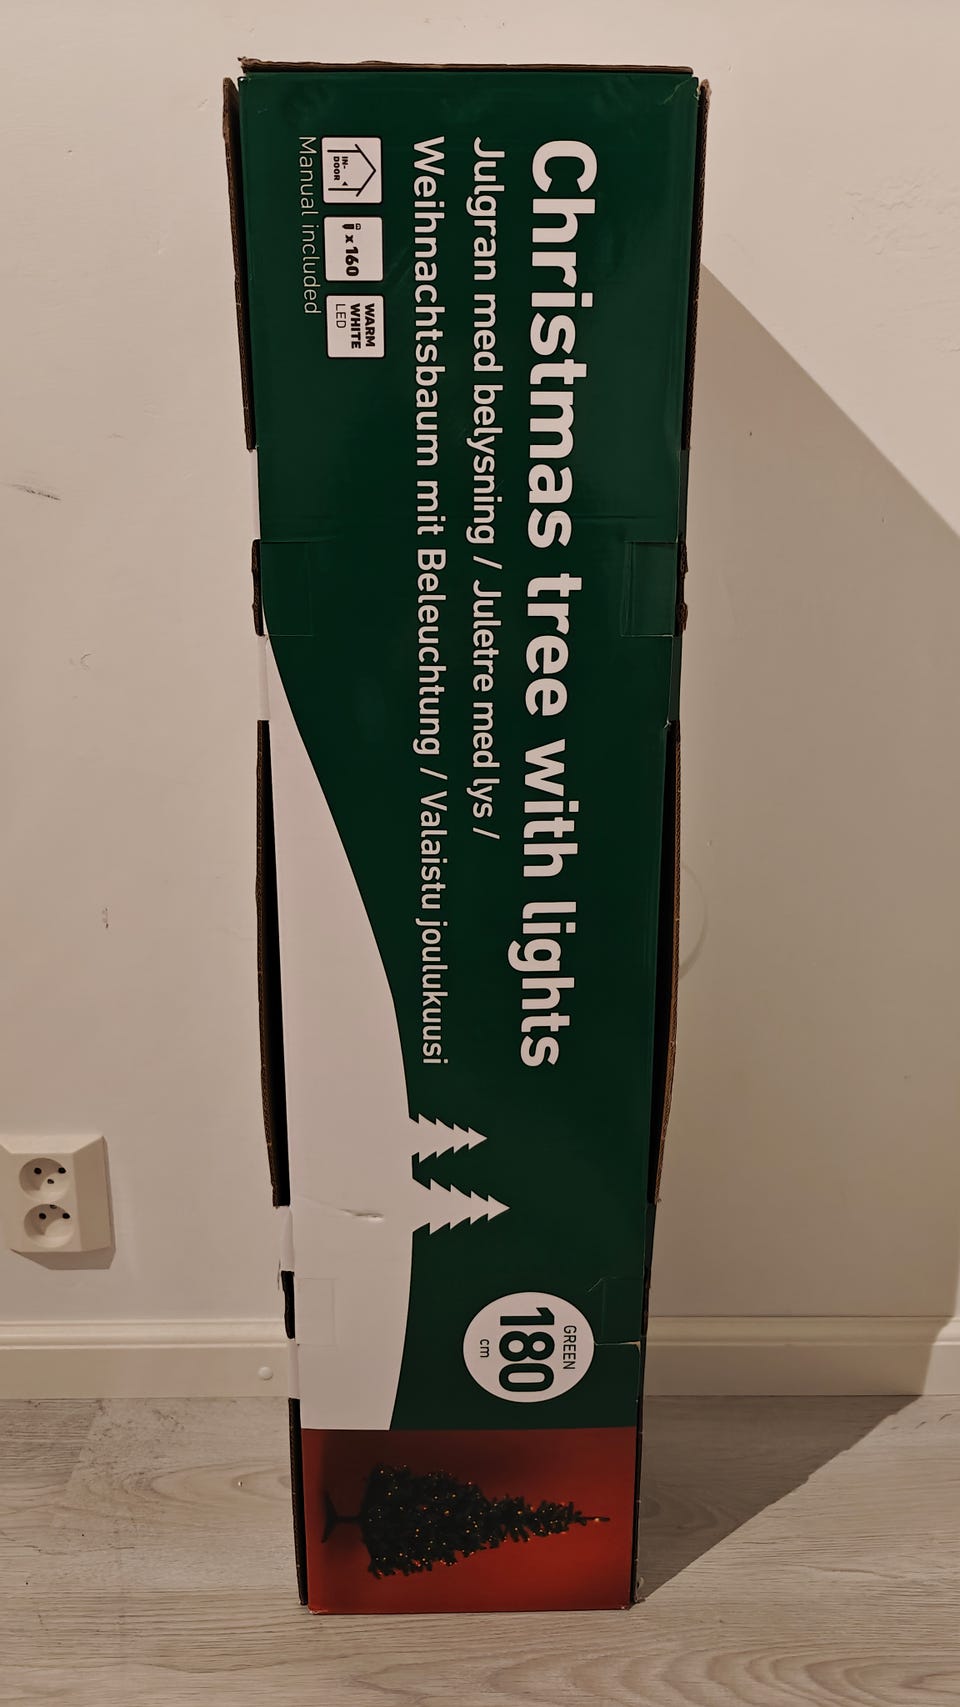 Christmas tree with lights
Julgran med belysning / Juletre med lys /
Weihnachtsbaum mit Beleuchtung / Valaistu joulukuusi
IN-
DOOR
x 160
WARM
WHITE
LED
Manual included
GREEN
180
cm